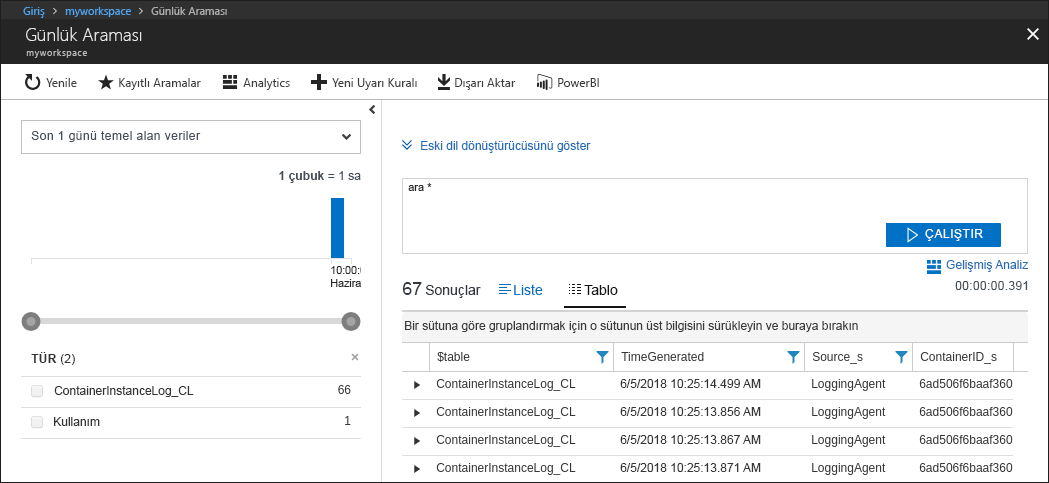 Giriş > myworkspace > Günlük Araması
Günlük Araması
myworkspace
Yenile Kayıtlı Aramalar Analytics Yeni Uyarı Kuralı Dışarı Aktar PowerBI
Son 1 günü temel alan veriler
1 çubuk = 1 sa
10:00:
Hazira
TÜR (2)
ContainerInstanceLog_CL 66
Kullanım 1
Eski dil dönüştürücüsünü göster
ara *
ÇALIŞTIR
Gelişmiş Analiz
67 Sonuçlar Liste Tablo 00:00:00.391
Bir sütuna göre gruplandırmak için o sütunun üst bilgisini sürükleyin ve buraya bırakın
$table TimeGenerated Source_s ContainerID_s
ContainerInstanceLog_CL 6/5/2018 10:25:14.499 AM LoggingAgent 6ad506f6baaf360
ContainerInstanceLog_CL 6/5/2018 10:25:13.856 AM LoggingAgent 6ad506f6baaf360
ContainerInstanceLog_CL 6/5/2018 10:25:13.867 AM LoggingAgent 6ad506f6baaf360
ContainerInstanceLog_CL 6/5/2018 10:25:13.871 AM LoggingAgent 6ad506f6baaf360